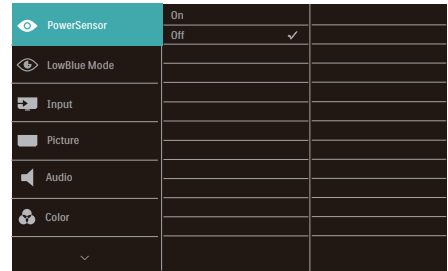 PowerSensor
On
Off
LowBlue Mode
Input
Picture
Audio
Color